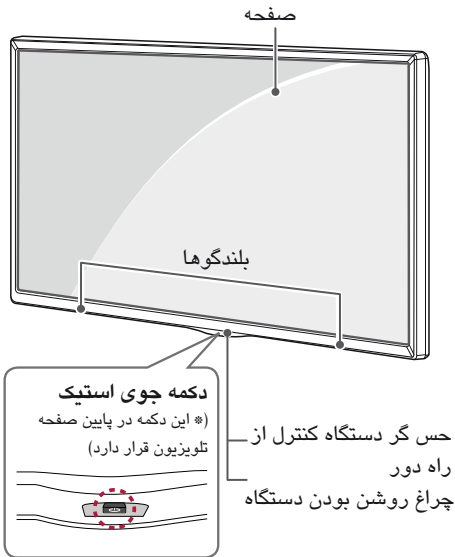 صفحه
بلندگوها
دکمه جوی استیک
(* این دکمه در پایین صفحه
تلویزیون قرار دارد)
حس گر دستگاه کنترل از
راه دور
چراغ روشن بودن دستگاه